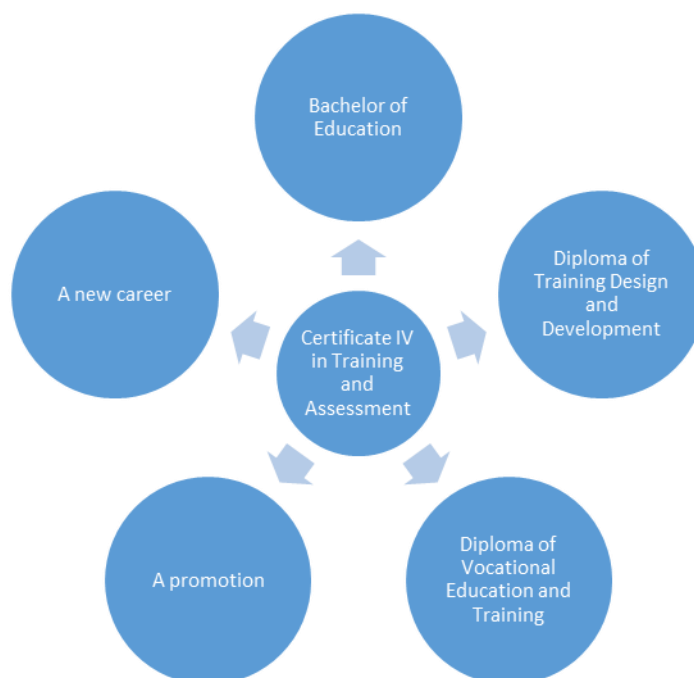 Bachelor of
Education
A new career
Diploma of
Training Design
and
Development
Certificate IV
in Training
and
Assessment
A promotion
Diploma of
Vocational
Education and
Training